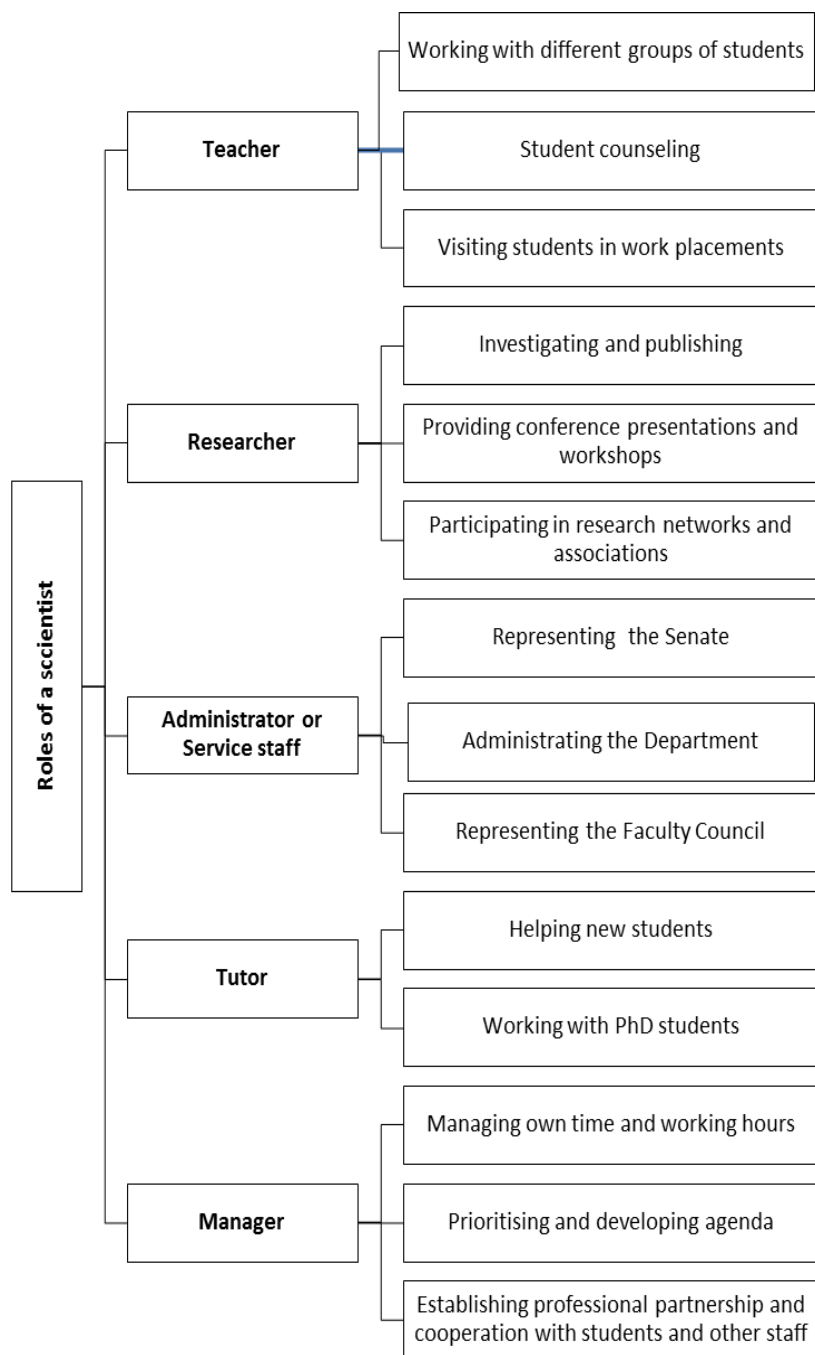 Roles of a sccientist
Teacher
Working with different groups of students
Student counseling
Visiting students in work placements
Researcher
Investigating and publishing
Providing conference presentations and
workshops
Participating in research networks and
associations
Administrator or
Service staff
Representing the Senate
Administrating the Department
Representing the Faculty Council
Tutor
Helping new students
Working with PhD students
Manager
Managing own time and working hours
Prioritising and developing agenda
Establishing professional partnership and
cooperation with students and other staff